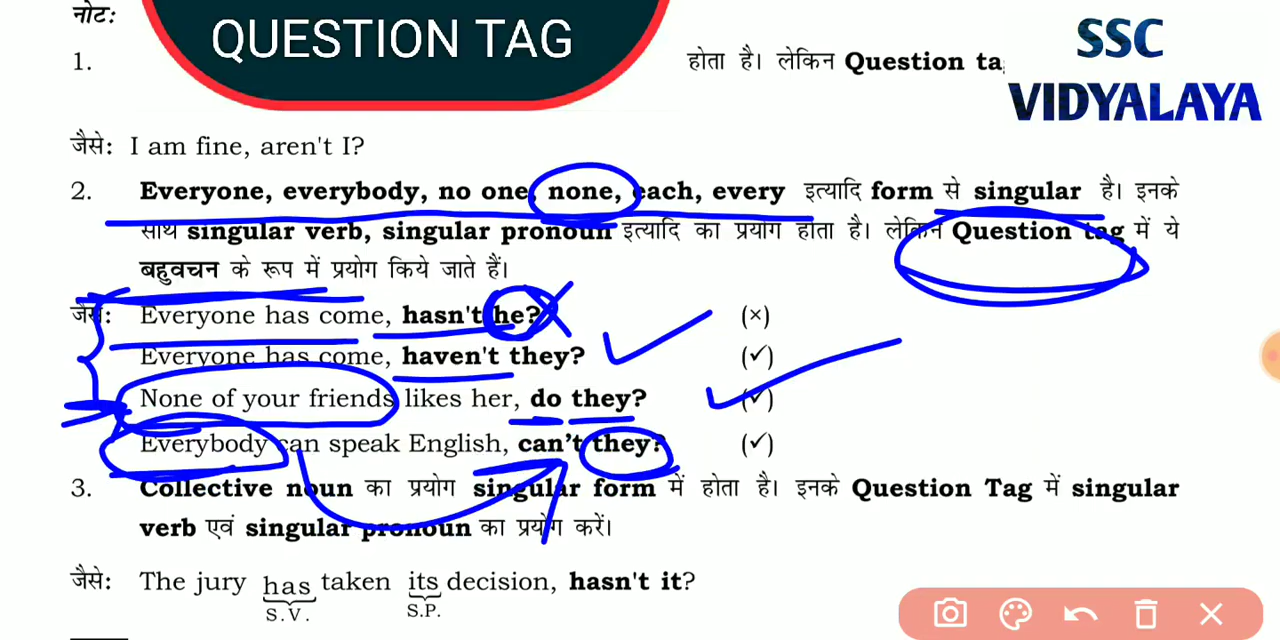 नोट:
QUESTION TAG
SSC
VIDYALAYA
1. होता है। लेकिन Question ta
जैसे: I am fine, aren't I?
2. Everyone, everybody, no one, none, each, every इत्यादि form से singular है। इनके
साथ singular verb, singular pronoun इत्यादि का प्रयोग होता है। लेकिन Question tag में ये
बहुवचन के रूप में प्रयोग किये जाते हैं।
जैसे: Everyone has come, hasn't he? (×)
Everyone has come, haven't they? (✓)
None of your friends likes her, do they? (✓)
Everybody can speak English, can't they? (✓)
3. Collective noun का प्रयोग singular form में होता है। इनके Question Tag में singular
verb एवं singular pronoun का प्रयोग करें।
जैसे: The jury has taken its decision, hasn't it?
S.V. S.P.